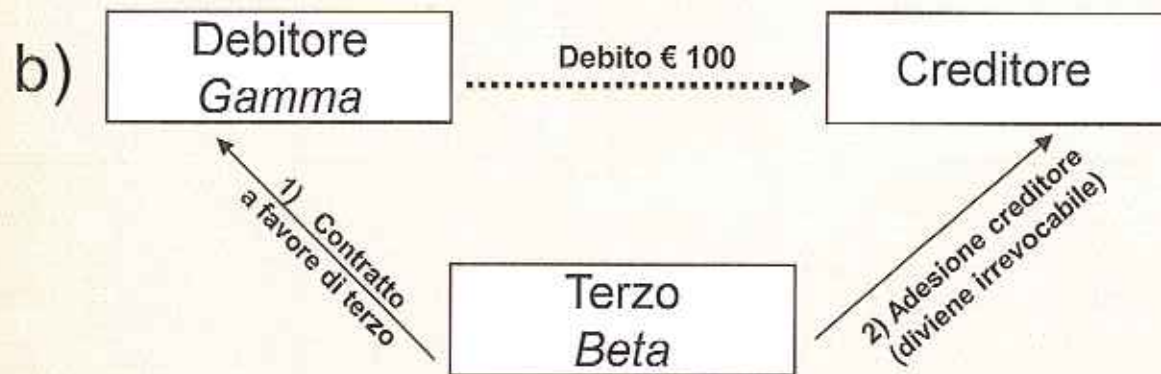 b)
Debitore
Gamma
Debito € 100
Creditore
1) Contratto
a favore di terzo
2) Adesione creditore
(diviene irrevocabile)
Terzo
Beta